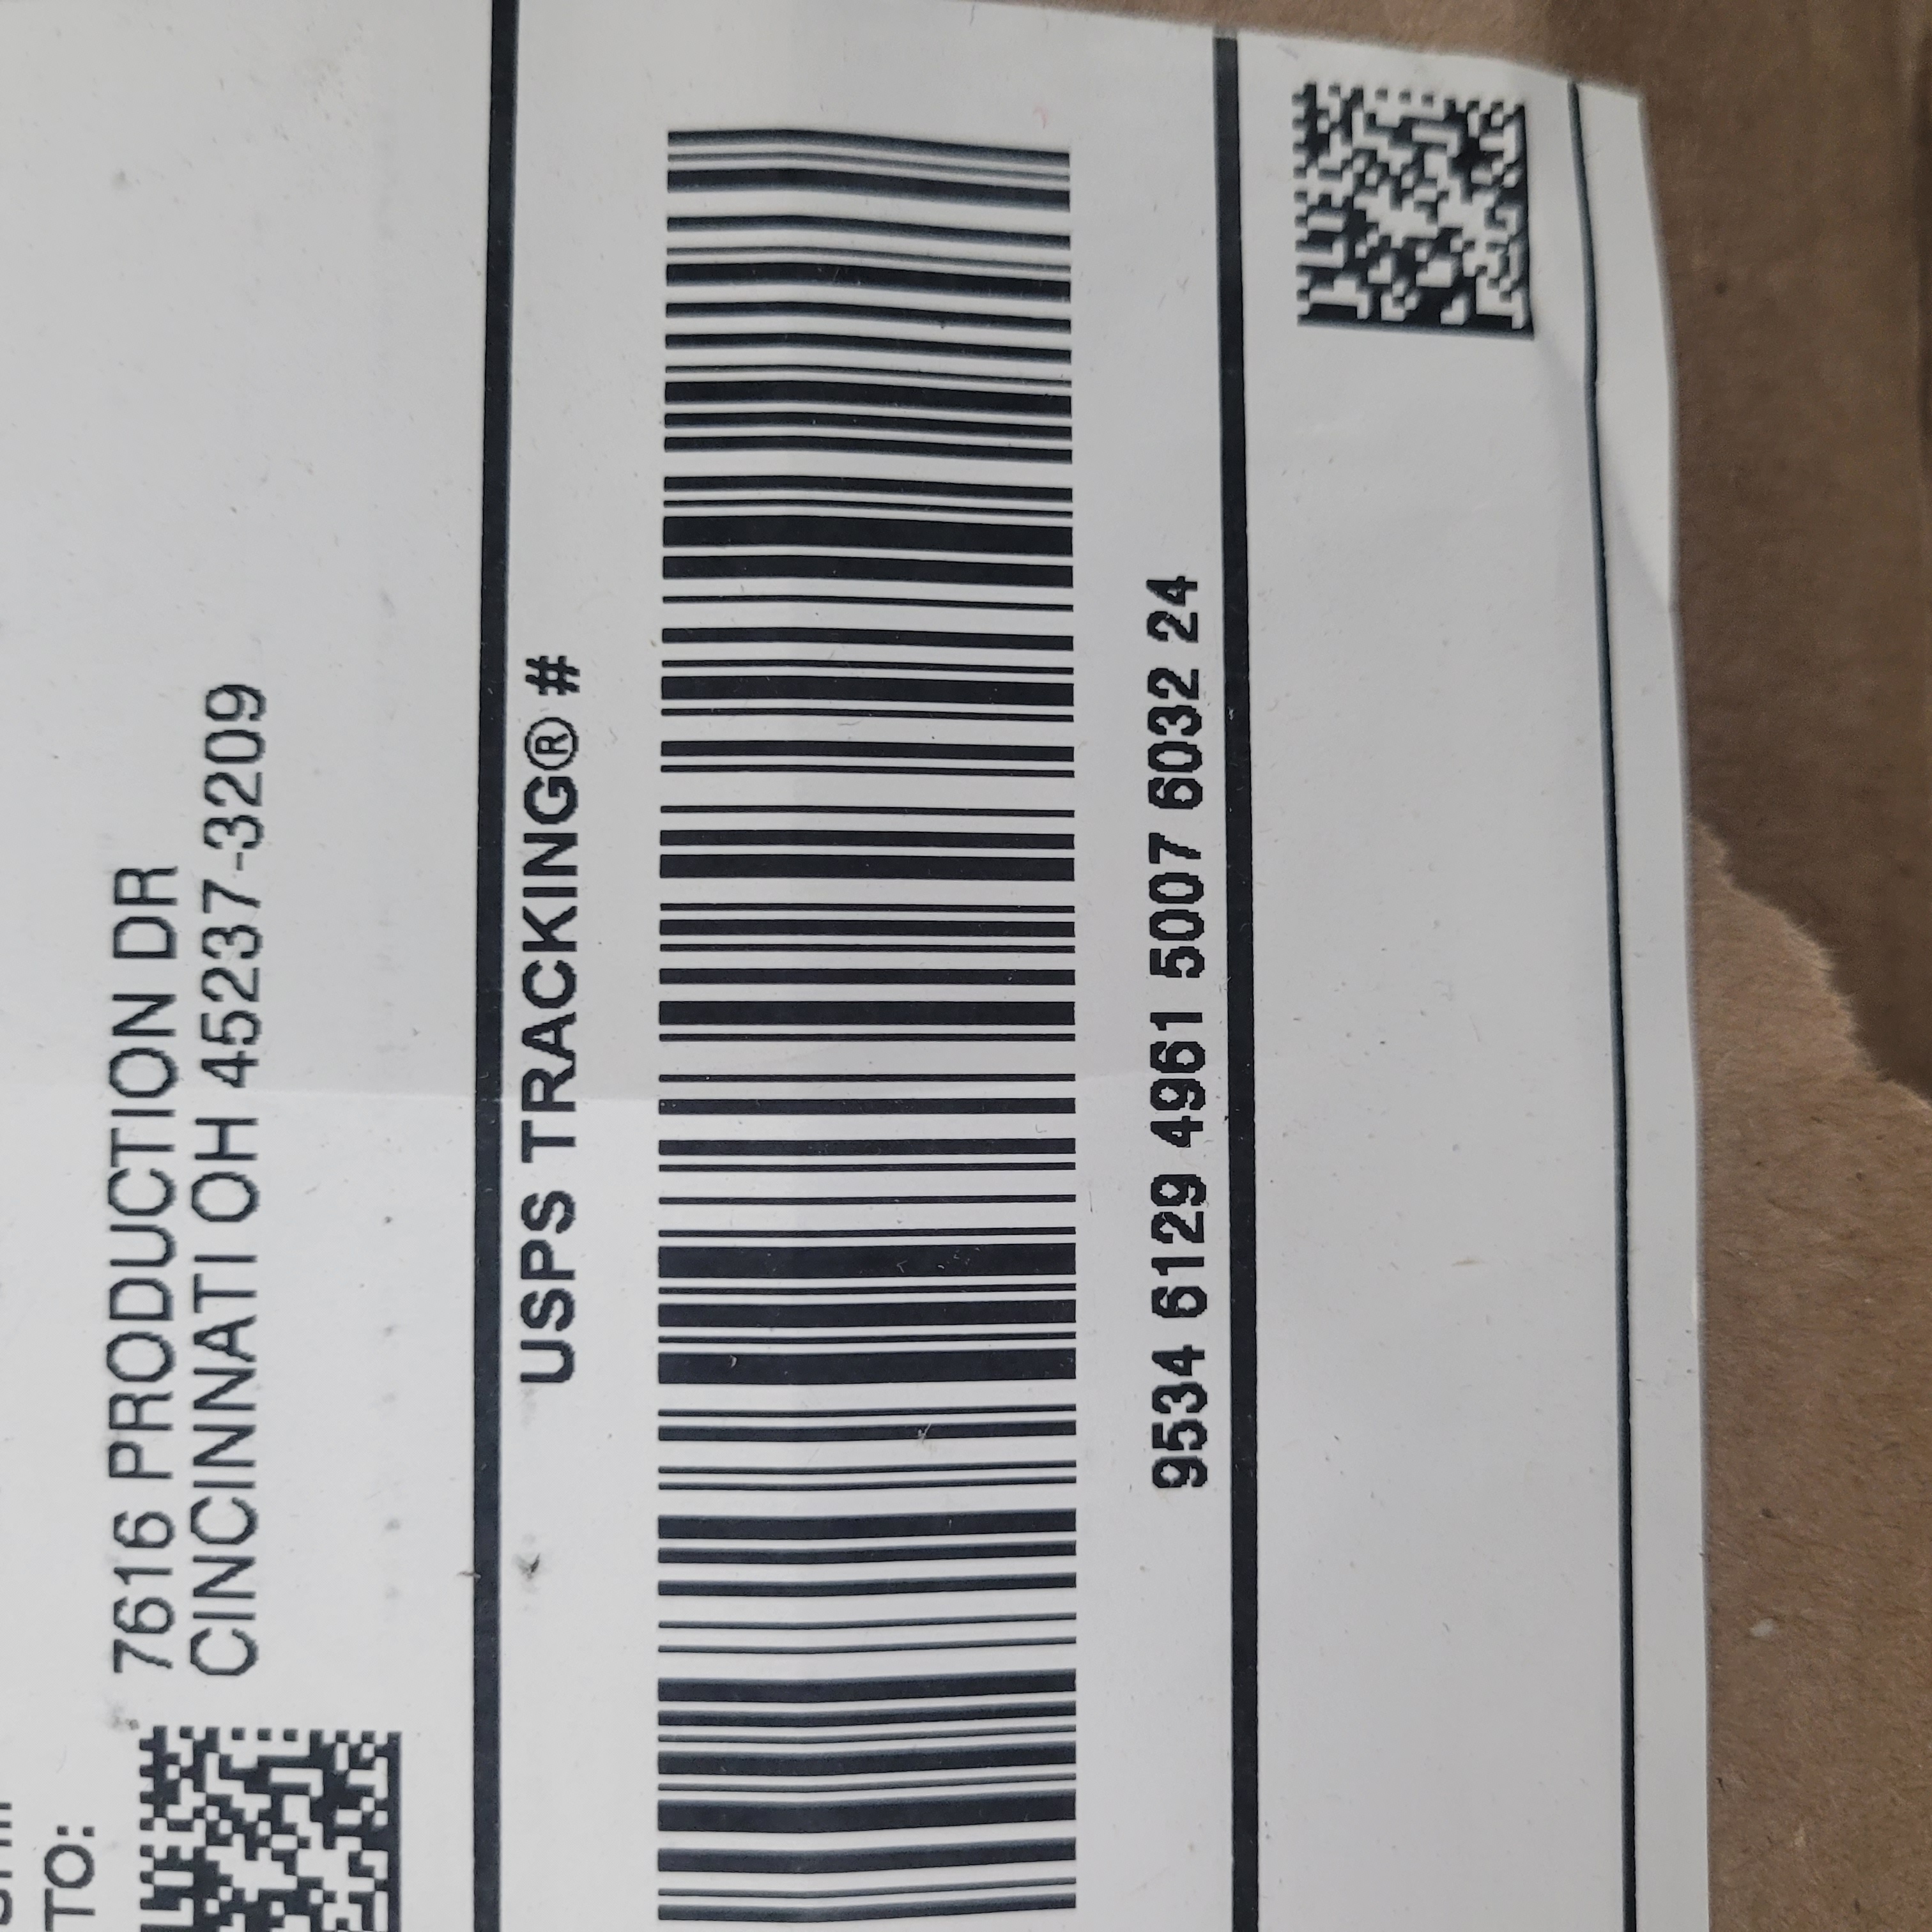 TO:
7616 PRODUCTION DR
CINCINNATI OH 45237-3209
USPS TRACKING® #
9534 6129 4961 5007 6032 24